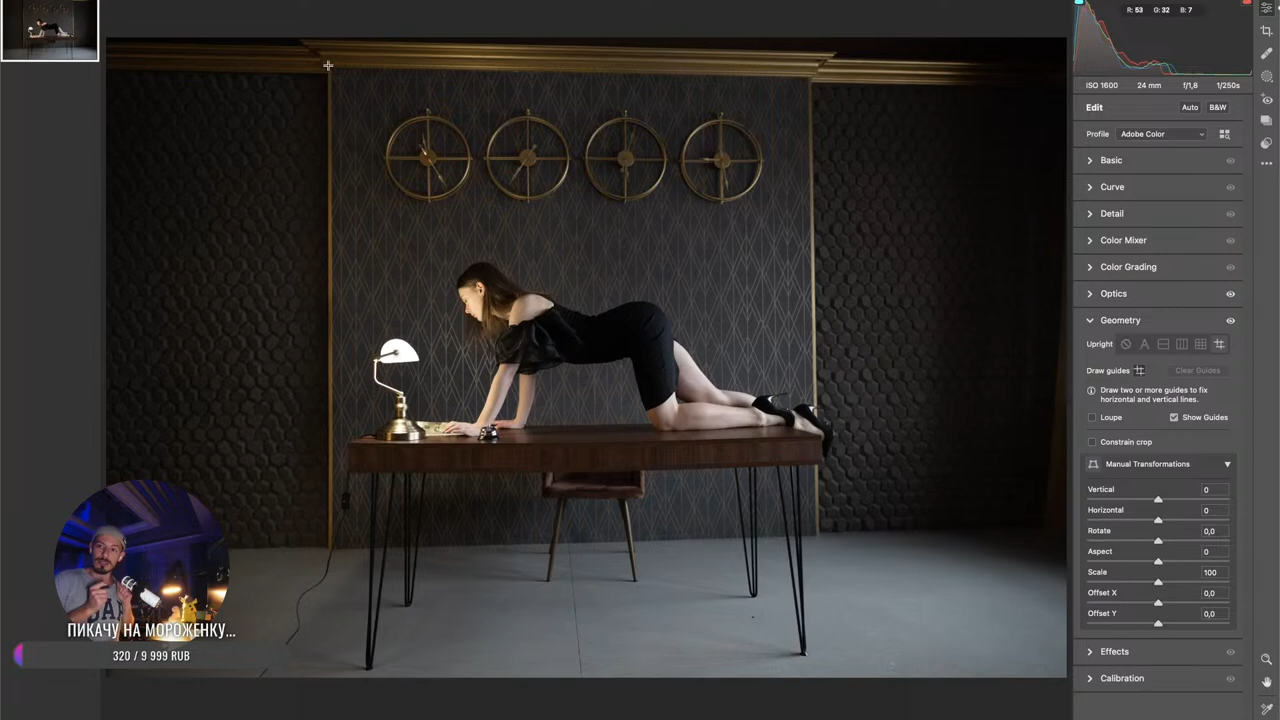 R: 53 G: 32 B: 7
ISO 1600 24 mm f/1,8 1/250s
Edit Auto B&W
Profile Adobe Color
Basic
Curve
Detail
Color Mixer
Color Grading
Optics
Geometry
Upright
Draw guides Clear Guides
Draw two or more guides to fix
horizontal and vertical lines.
Loupe Show Guides
Constrain crop
Manual Transformations
Vertical 0
Horizontal 0
Rotate 0,0
Aspect 0
Scale 100
Offset X 0,0
Offset Y 0,0
Effects
Calibration
ПИКАЧУ НА МОРОЖЕНКУ...
320 / 9 999 RUB